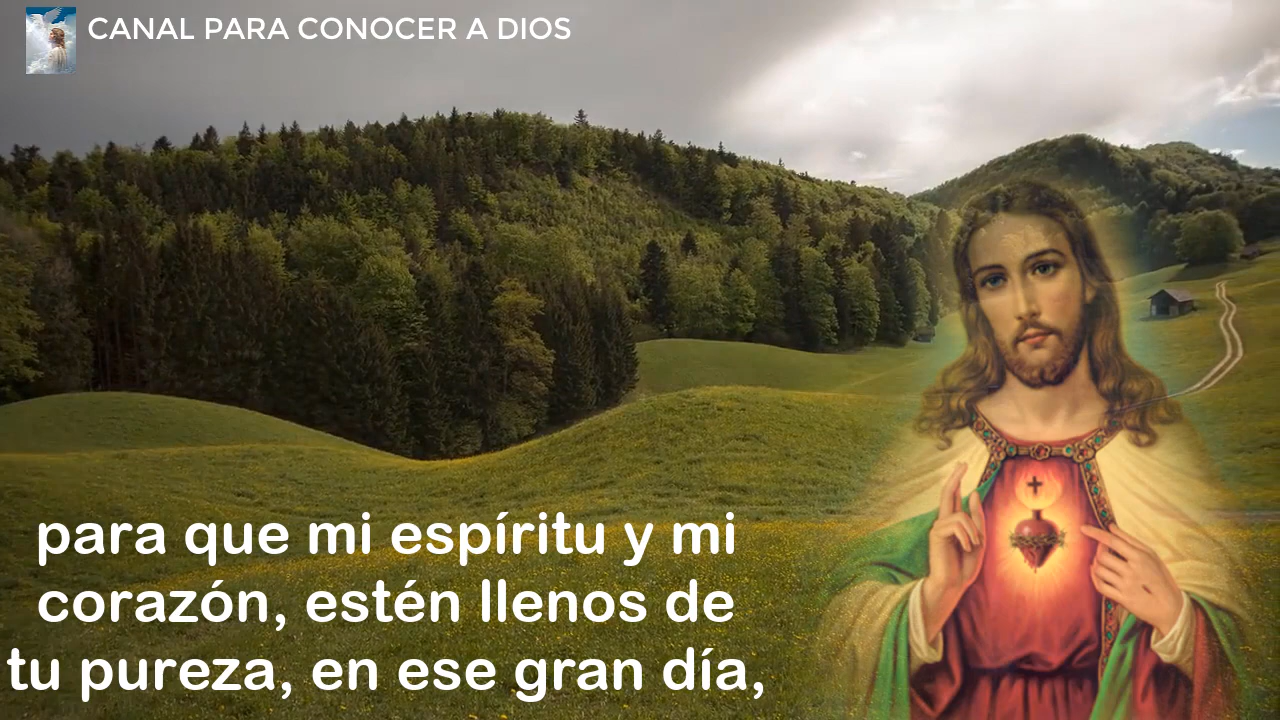 CANAL PARA CONOCER A DIOS
para que mi espíritu y mi
corazón, estén llenos de
tu pureza, en ese gran día,